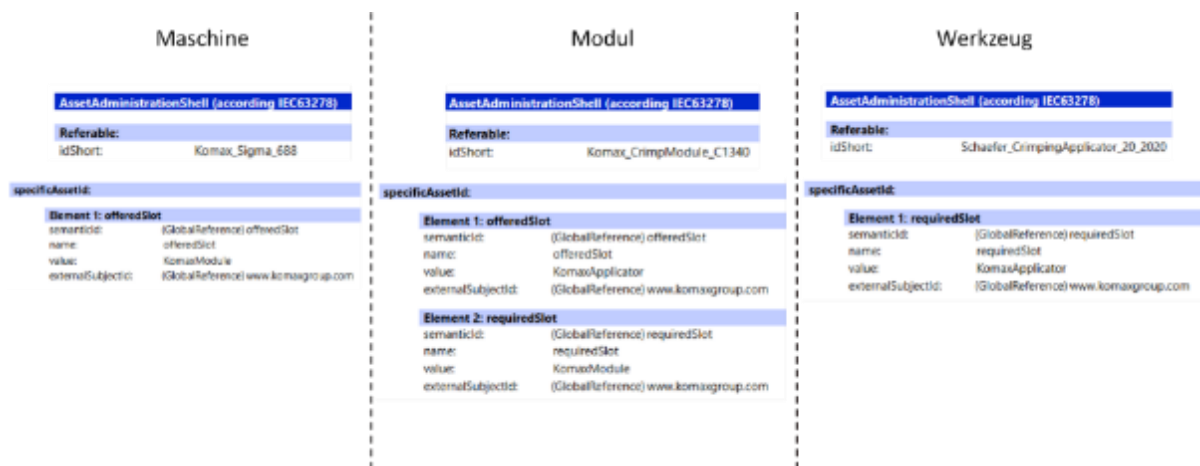 Maschine
AssetAdministrationShell (according IEC63278)
Referable:
idShort: Komax_Sigma_688
specificAssetId:
Element 1: offeredSlot
semanticId: (GlobalReference) offeredSlot
name: offeredSlot
value: KomaxModule
externalSubjectId: (GlobalReference) www.komaxgroup.com
Modul
AssetAdministrationShell (according IEC63278)
Referable:
idShort: Komax_CrimpModule_C1340
specificAssetId:
Element 1: offeredSlot
semanticId: (GlobalReference) offeredSlot
name: offeredSlot
value: KomaxApplicator
externalSubjectId: (GlobalReference) www.komaxgroup.com
Element 2: requiredSlot
semanticId: (GlobalReference) requiredSlot
name: requiredSlot
value: KomaxModule
externalSubjectId: (GlobalReference) www.komaxgroup.com
Werkzeug
AssetAdministrationShell (according IEC63278)
Referable:
idShort: Schaefer_CrimpingApplicator_20_2020
specificAssetId:
Element 1: requiredSlot
semanticId: (GlobalReference) requiredSlot
name: requiredSlot
value: KomaxApplicator
externalSubjectId: (GlobalReference) www.komaxgroup.com